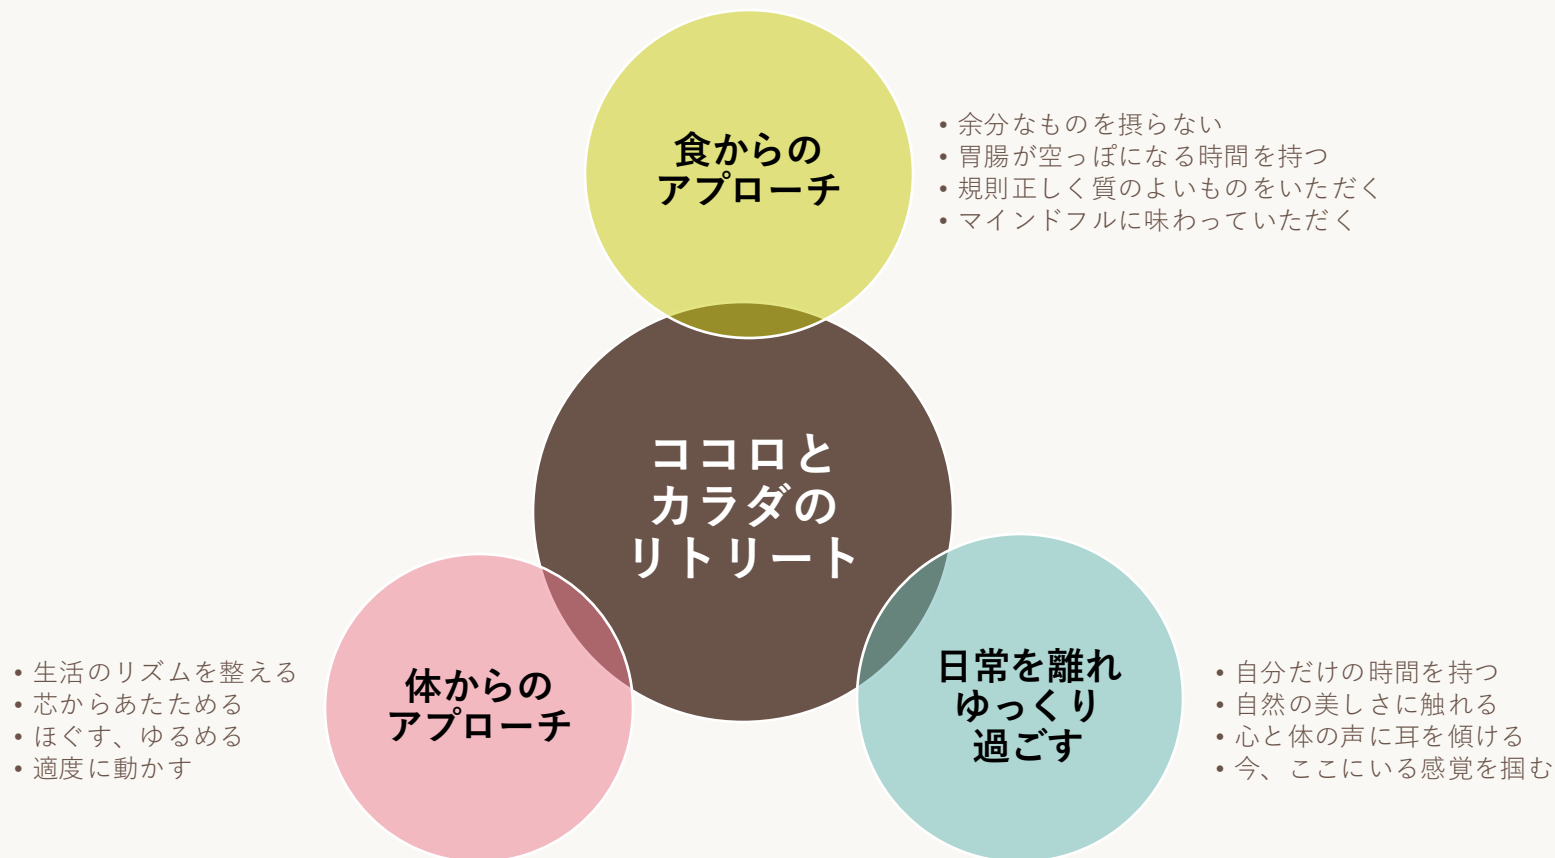 食からの
アプローチ
• 余分なものを摂らない
• 胃腸が空っぽになる時間を持つ
• 規則正しく質のよいものをいただく
• マインドフルに味わっていただく
ココロと
カラダの
リトリート
• 生活のリズムを整える
• 芯からあたためる
• ほぐす、ゆるめる
• 適度に動かす
体からの
アプローチ
日常を離れ
ゆっくり
過ごす
• 自分だけの時間を持つ
• 自然の美しさに触れる
• 心と体の声に耳を傾ける
• 今、ここにいる感覚を掴む